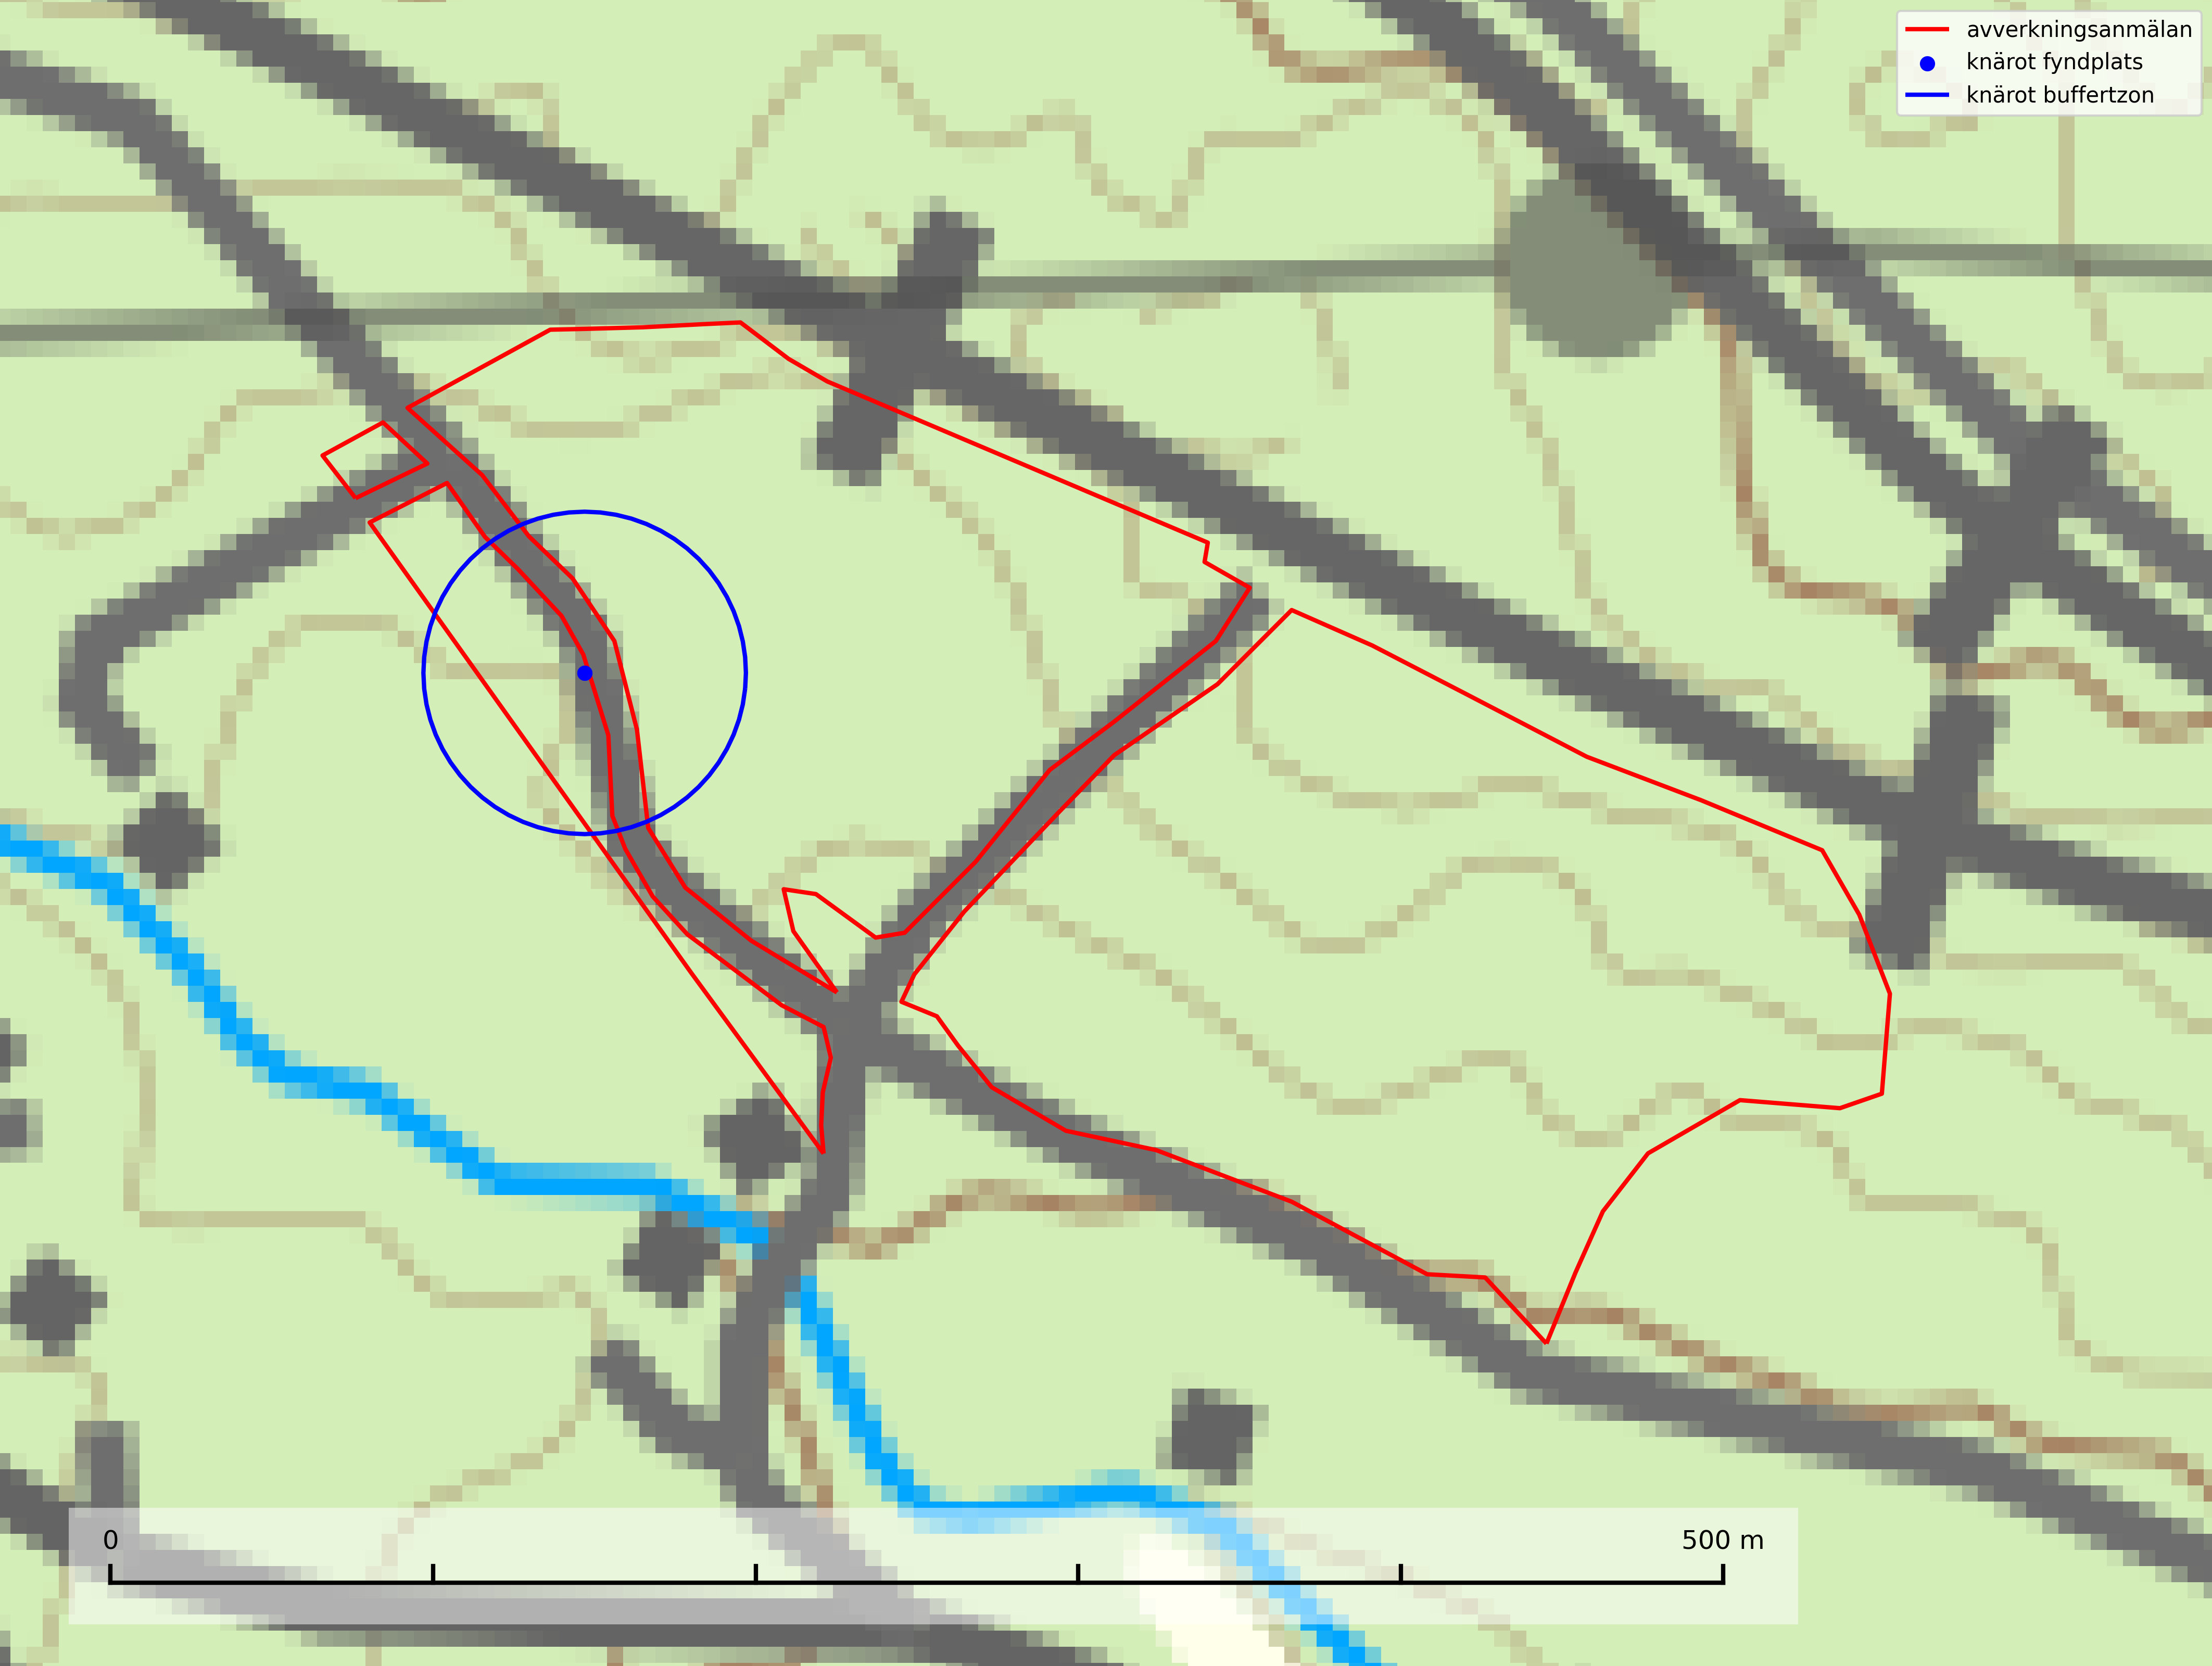 avverkningsanmälan
knärot fyndplats
knärot buffertzon
0
500 m